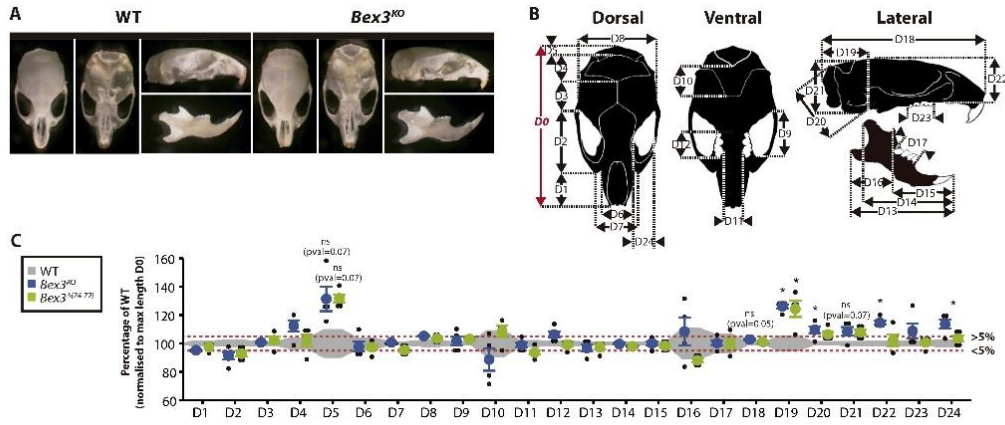 A
WT
Bex3KO
B
Dorsal
Ventral
Lateral
D8
D5
D4
D3
D0
D2
D1
D6
D7
D24
D10
D9
D12
D11
D18
D19
D21
D22
D20
D23
D17
D16
D15
D14
D13
C
WT
Bex3KO
Percentage of WT
(normalised to max length D0)
160
140
120
100
80
60
ns
(pval=0.07)
ns
(pval=0.07)
ns
(pval=0.05)
*
*
*
ns
(pval=0.07)
*
*
>5%
<5%
D1 D2 D3 D4 D5 D6 D7 D8 D9 D10 D11 D12 D13 D14 D15 D16 D17 D18 D19 D20 D21 D22 D23 D24